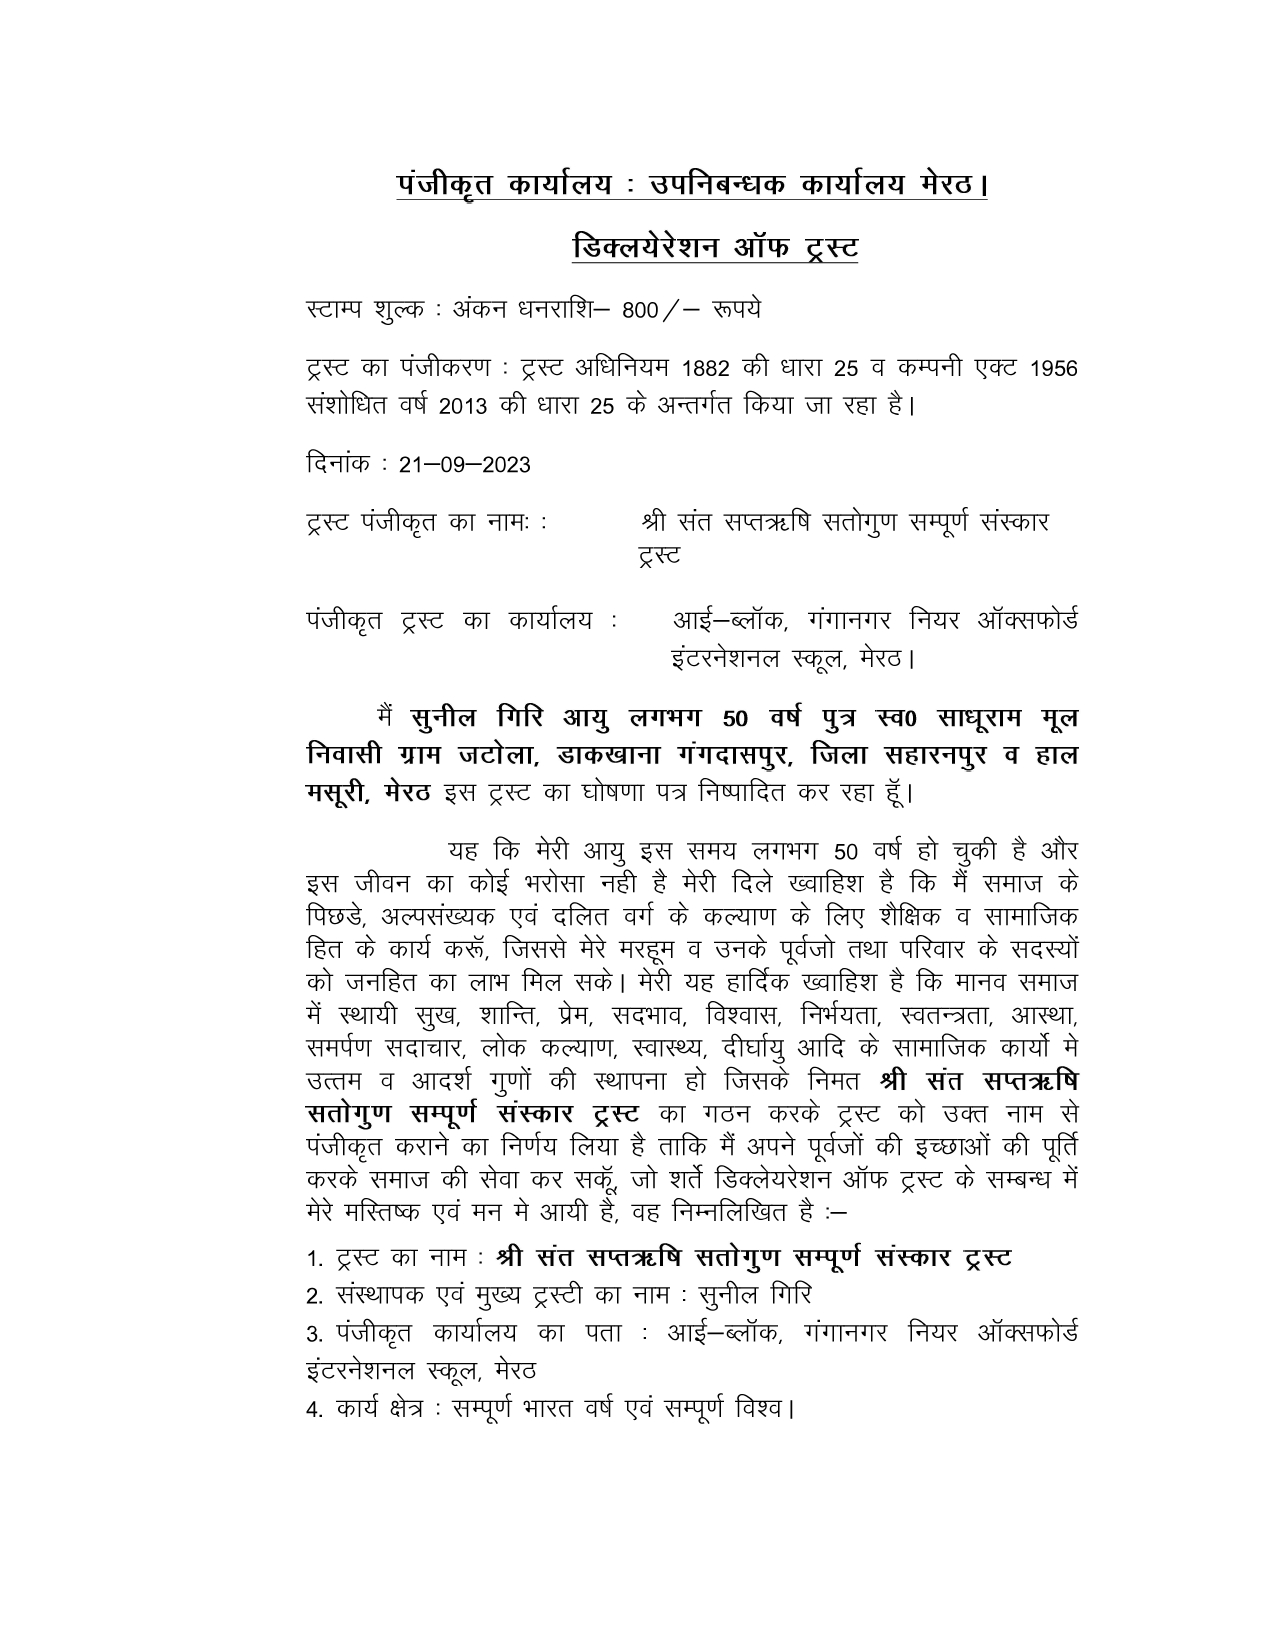 पंजीकृत कार्यालय : उपनिबन्धक कार्यालय मेरठ।
डिक्लयेरेशन ऑफ ट्रस्ट
स्टाम्प शुल्क : अंकन धनराशि– 800/– रूपये
ट्रस्ट का पंजीकरण : ट्रस्ट अधिनियम 1882 की धारा 25 व कम्पनी एक्ट 1956
संशोधित वर्ष 2013 की धारा 25 के अन्तर्गत किया जा रहा है।
दिनांक : 21–09–2023
ट्रस्ट पंजीकृत का नामः : श्री संत सप्तऋषि सतोगुण सम्पूर्ण संस्कार
ट्रस्ट
पंजीकृत ट्रस्ट का कार्यालय : आई–ब्लॉक, गंगानगर नियर ऑक्सफोर्ड
इंटरनेशनल स्कूल, मेरठ।
मैं सुनील गिरि आयु लगभग 50 वर्ष पुत्र स्व0 साधूराम मूल
निवासी ग्राम जटोला, डाकखाना गंगदासपुर, जिला सहारनपुर व हाल
मसूरी, मेरठ इस ट्रस्ट का घोषणा पत्र निष्पादित कर रहा हूॅ।
यह कि मेरी आयु इस समय लगभग 50 वर्ष हो चुकी है और
इस जीवन का कोई भरोसा नही है मेरी दिले ख्वाहिश है कि मैं समाज के
पिछडे, अल्पसंख्यक एवं दलित वर्ग के कल्याण के लिए शैक्षिक व सामाजिक
हित के कार्य करूॅ, जिससे मेरे मरहूम व उनके पूर्वजो तथा परिवार के सदस्यों
को जनहित का लाभ मिल सके। मेरी यह हार्दिक ख्वाहिश है कि मानव समाज
में स्थायी सुख, शान्ति, प्रेम, सदभाव, विश्वास, निर्भयता, स्वतन्त्रता, आस्था,
समर्पण सदाचार, लोक कल्याण, स्वास्थ्य, दीर्घायु आदि के सामाजिक कार्यो मे
उत्तम व आदर्श गुणों की स्थापना हो जिसके निमत श्री संत सप्तऋषि
सतोगुण सम्पूर्ण संस्कार ट्रस्ट का गठन करके ट्रस्ट को उक्त नाम से
पंजीकृत कराने का निर्णय लिया है ताकि मैं अपने पूर्वजों की इच्छाओं की पूर्ति
करके समाज की सेवा कर सकूॅ, जो शर्ते डिक्लेयरेशन ऑफ ट्रस्ट के सम्बन्ध में
मेरे मस्तिष्क एवं मन मे आयी है, वह निम्नलिखित है :–
1. ट्रस्ट का नाम : श्री संत सप्तऋषि सतोगुण सम्पूर्ण संस्कार ट्रस्ट
2. संस्थापक एवं मुख्य ट्रस्टी का नाम : सुनील गिरि
3. पंजीकृत कार्यालय का पता : आई–ब्लॉक, गंगानगर नियर ऑक्सफोर्ड
इंटरनेशनल स्कूल, मेरठ
4. कार्य क्षेत्र : सम्पूर्ण भारत वर्ष एवं सम्पूर्ण विश्व।